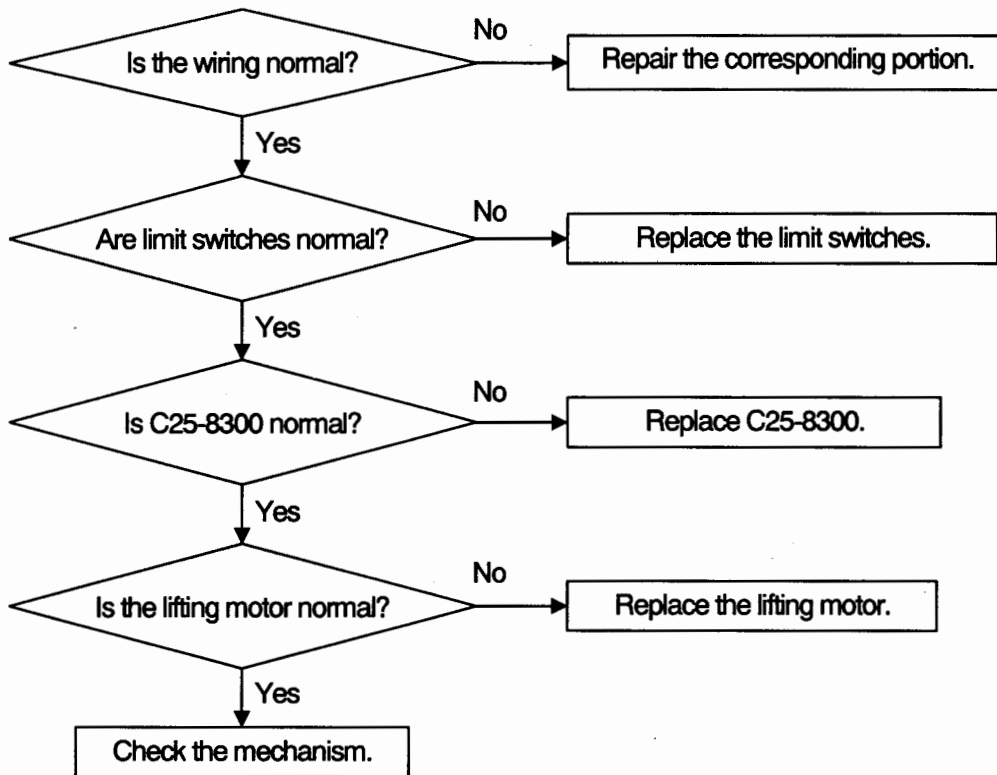 Is the wiring normal?
No
Repair the corresponding portion.
Yes
Are limit switches normal?
No
Replace the limit switches.
Yes
Is C25-8300 normal?
No
Replace C25-8300.
Yes
Is the lifting motor normal?
No
Replace the lifting motor.
Yes
Check the mechanism.